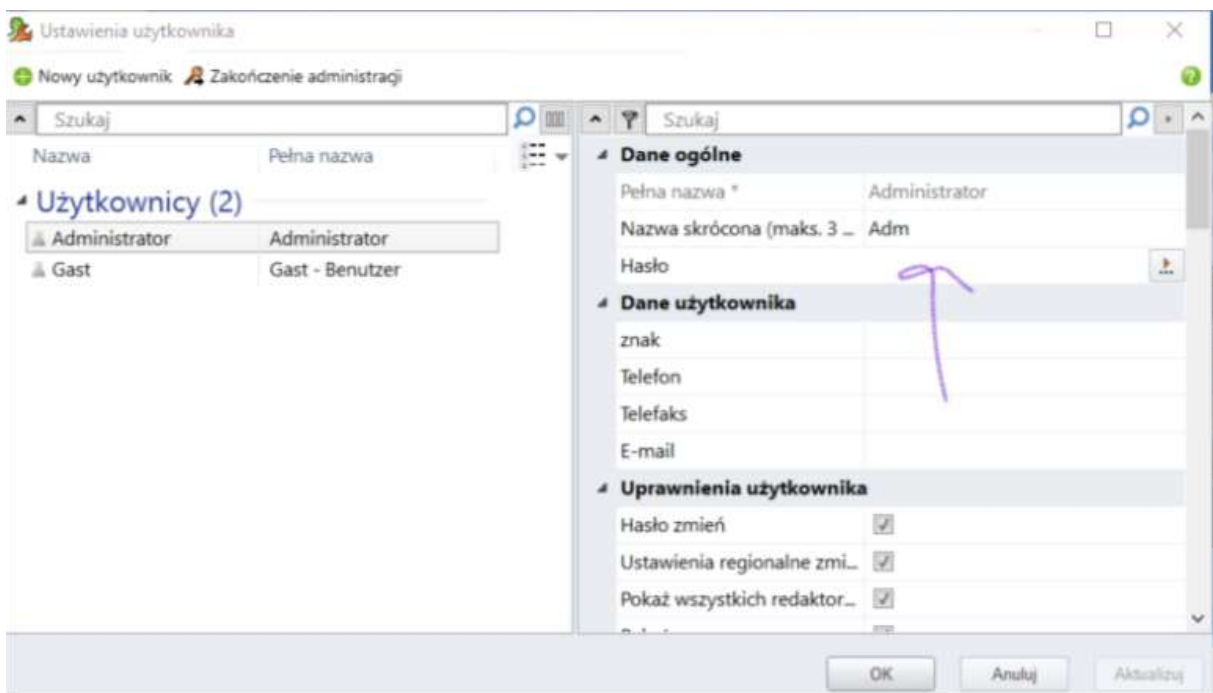 Ustawienia użytkownika
Nowy użytkownik Zakończenie administracji
Szukaj
Nazwa Pełna nazwa
Użytkownicy (2)
Administrator Administrator
Gast Gast - Benutzer
Szukaj
Dane ogólne
Pełna nazwa * Administrator
Nazwa skrócona (maks. 3 ... Adm
Hasło
Dane użytkownika
znak
Telefon
Telefaks
E-mail
Uprawnienia użytkownika
Hasło zmień
Ustawienia regionalne zmi...
Pokaż wszystkich redaktor...
OK Anuluj Aktualizuj